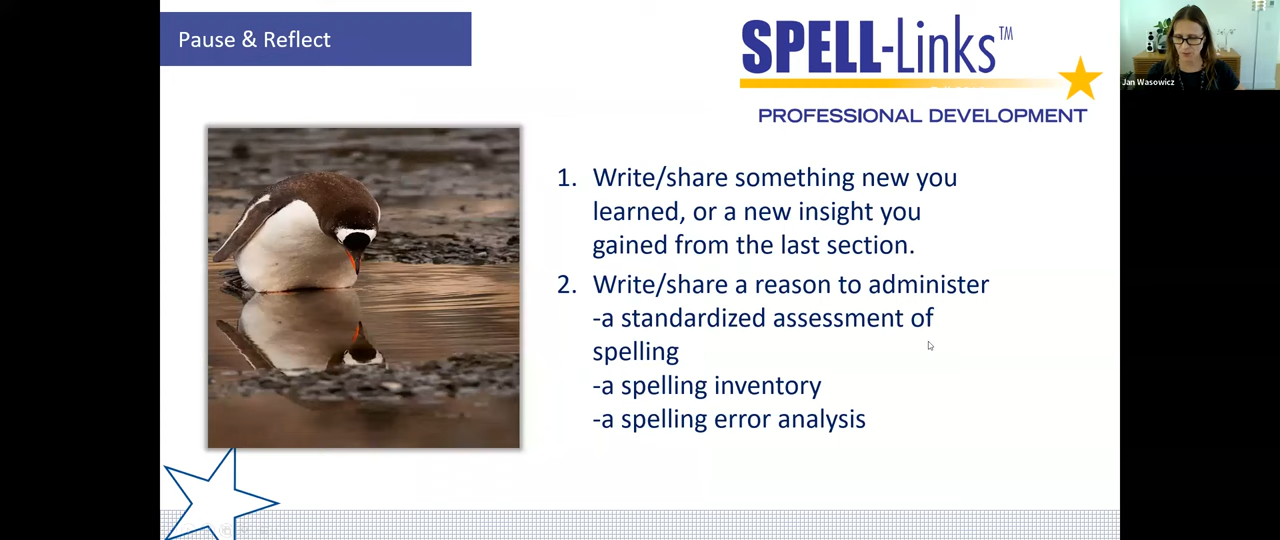 Pause & Reflect
SPELL-Links™
PROFESSIONAL DEVELOPMENT
Jan Wasowicz
1. Write/share something new you
learned, or a new insight you
gained from the last section.
2. Write/share a reason to administer
-a standardized assessment of
spelling
-a spelling inventory
-a spelling error analysis